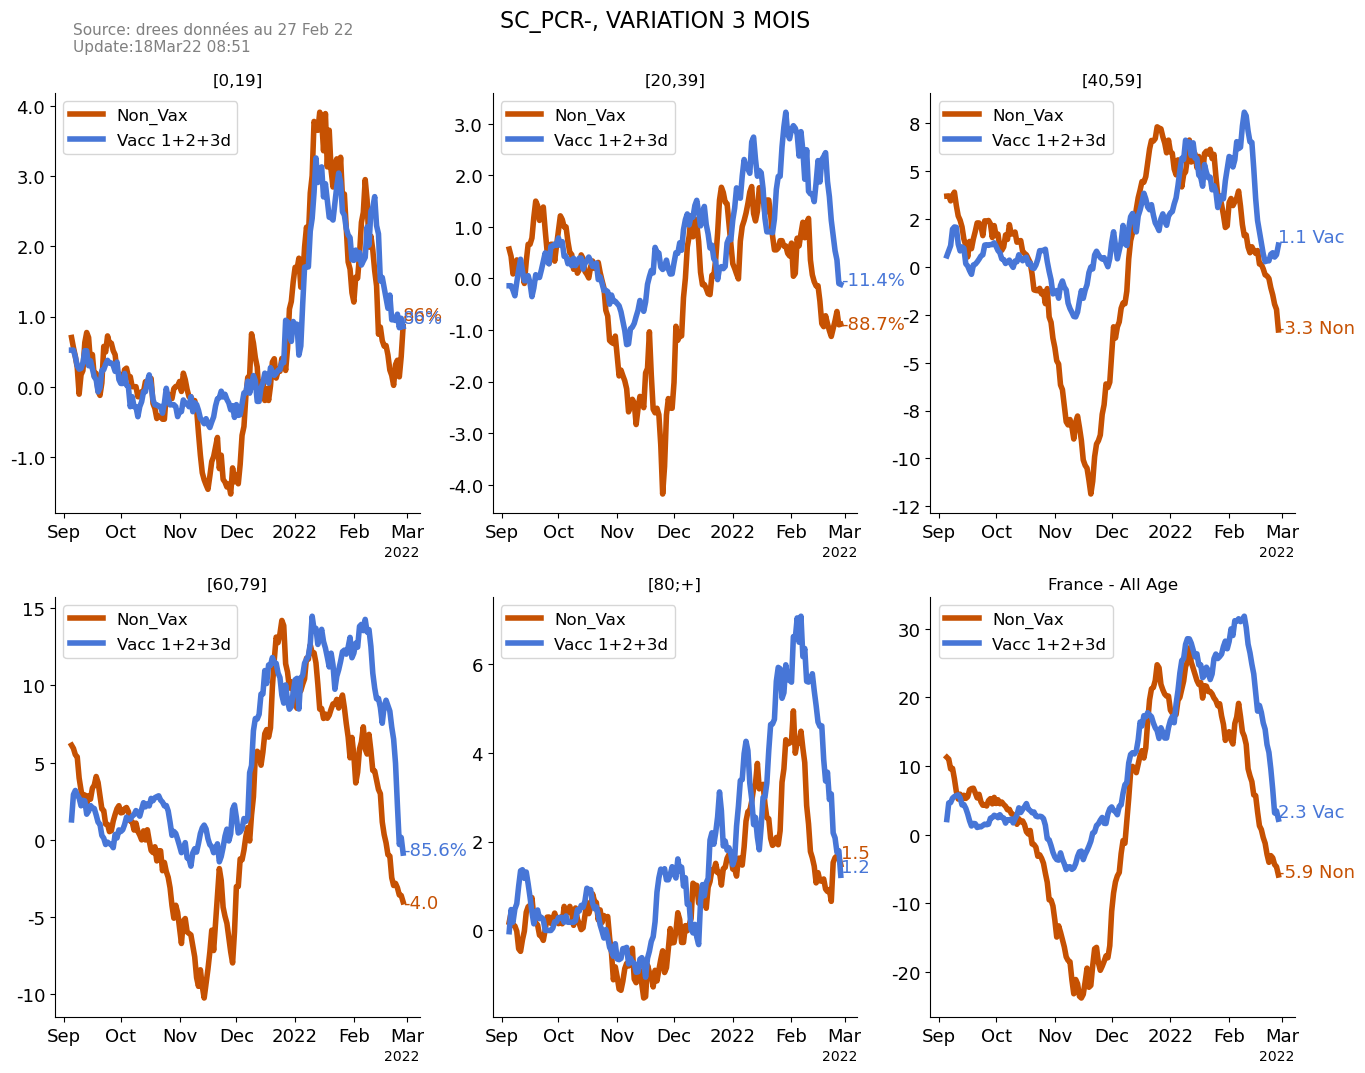 SC_PCR-, VARIATION 3 MOIS
Source: drees données au 27 Feb 22
Update:18Mar22 08:51
[0,19]
Non_Vax
Vacc 1+2+3d
4.0
3.0
2.0
1.0
0.0
-1.0
86%
86%
Sep Oct Nov Dec 2022 Feb Mar
2022
[20,39]
Non_Vax
Vacc 1+2+3d
3.0
2.0
1.0
0.0
-1.0
-2.0
-3.0
-4.0
-11.4%
-88.7%
Sep Oct Nov Dec 2022 Feb Mar
2022
[40,59]
Non_Vax
Vacc 1+2+3d
8
5
2
0
-2
-5
-8
-10
-12
1.1 Vac
-3.3 Non
Sep Oct Nov Dec 2022 Feb Mar
2022
[60,79]
Non_Vax
Vacc 1+2+3d
15
10
5
0
-5
-10
-85.6%
-4.0
Sep Oct Nov Dec 2022 Feb Mar
2022
[80;+]
Non_Vax
Vacc 1+2+3d
6
4
2
0
1.5
1.2
Sep Oct Nov Dec 2022 Feb Mar
2022
France - All Age
Non_Vax
Vacc 1+2+3d
30
20
10
0
-10
-20
2.3 Vac
-5.9 Non
Sep Oct Nov Dec 2022 Feb Mar
2022